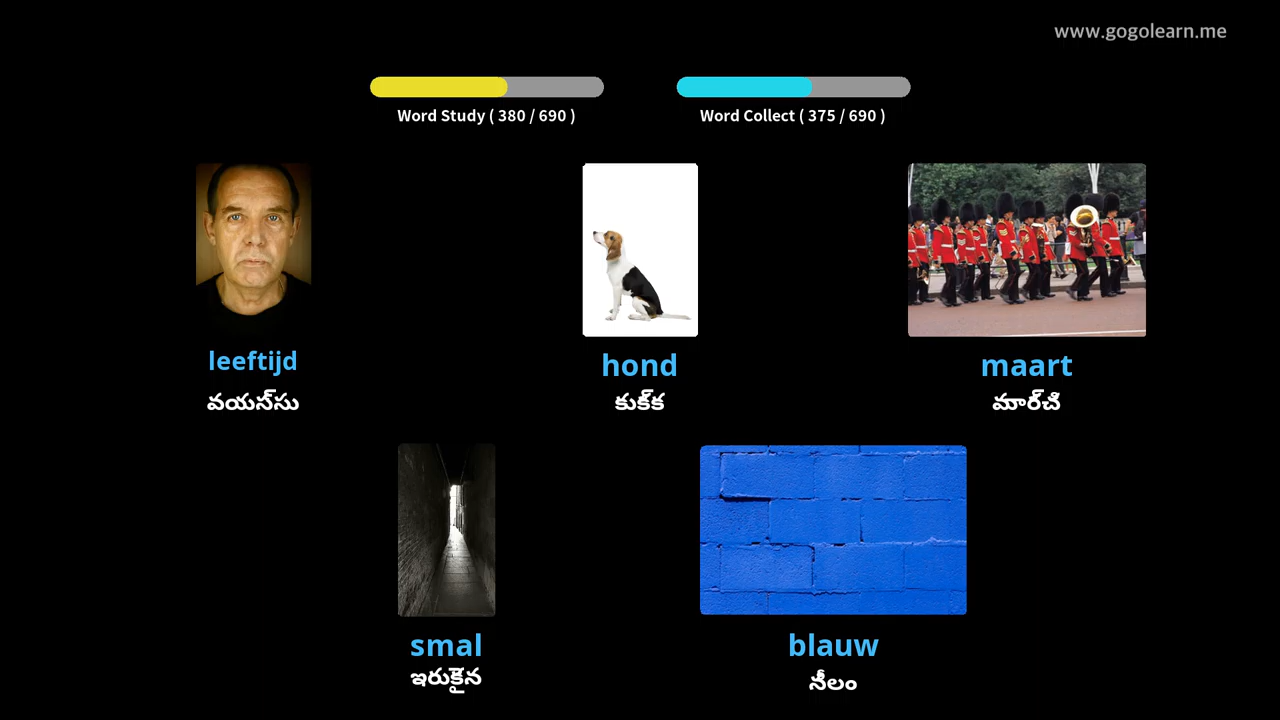 www.gogolearn.me
Word Study ( 380 / 690 )
Word Collect ( 375 / 690 )
leeftijd
వయస్సు
hond
కుక్క
maart
మార్చి
smal
ఇరుకైన
blauw
నీలం